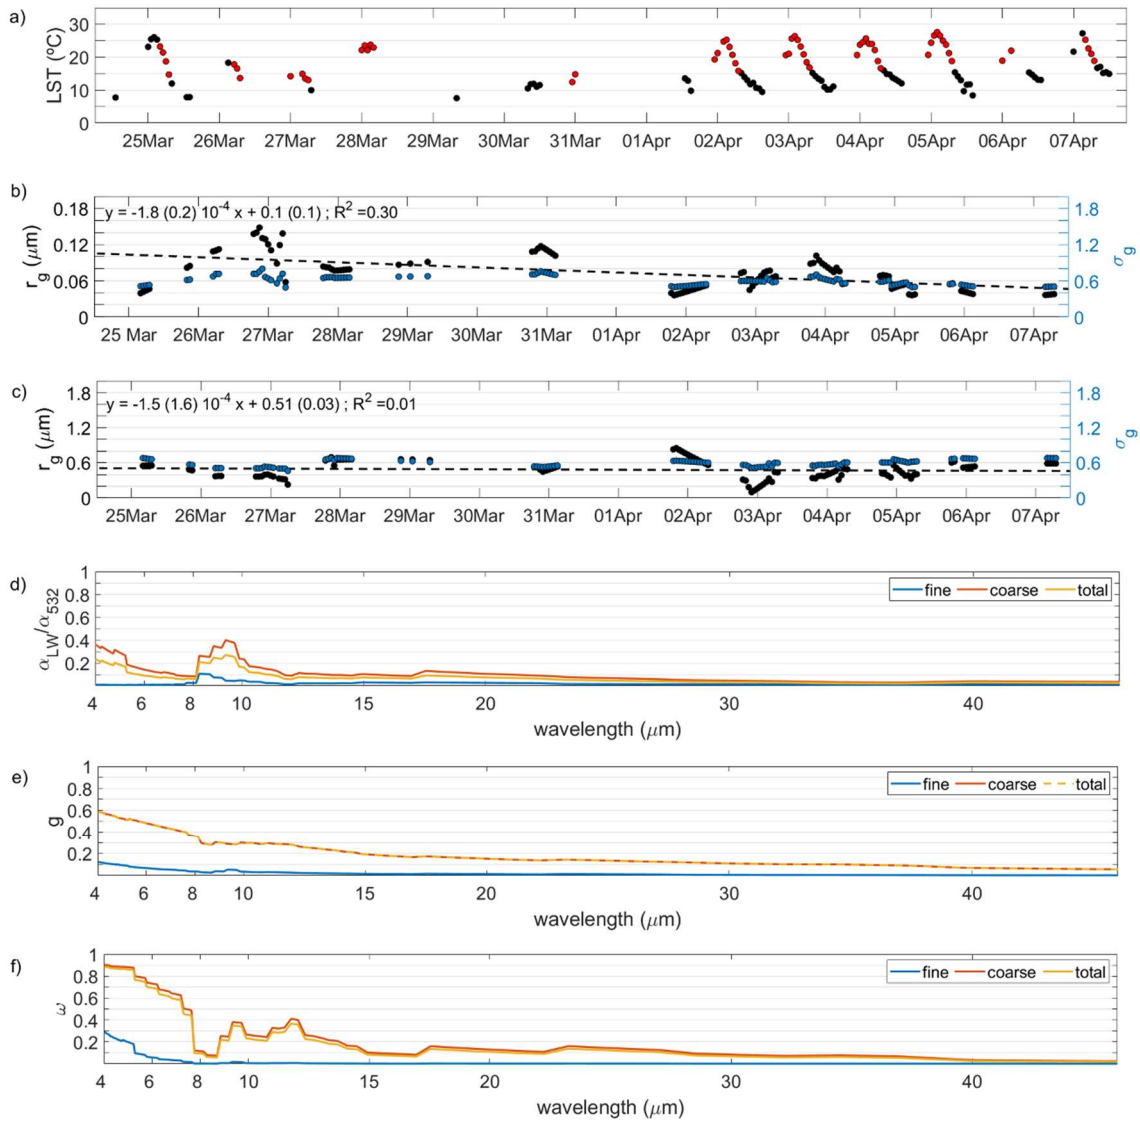 a)
LST (ºC)
30
20
10
0
25Mar 26Mar 27Mar 28Mar 29Mar 30Mar 31Mar 01Apr 02Apr 03Apr 04Apr 05Apr 06Apr 07Apr
b)
y = -1.8 (0.2) 10^-4 x + 0.1 (0.1) ; R^2 =0.30
r_g (μm)
0.18
0.12
0.06
0
1.8
1.2
0.6
0
σ_g
25 Mar 26Mar 27Mar 28Mar 29Mar 30Mar 31Mar 01Apr 02Apr 03Apr 04Apr 05Apr 06Apr 07Apr
c)
y = -1.5 (1.6) 10^-4 x + 0.51 (0.03) ; R^2 =0.01
r_g (μm)
1.8
1.2
0.6
0
1.8
1.2
0.6
0
σ_g
25Mar 26Mar 27Mar 28Mar 29Mar 30Mar 31Mar 01Apr 02Apr 03Apr 04Apr 05Apr 06Apr 07Apr
d)
α_LW/α_532
1
0.8
0.6
0.4
0.2
fine coarse total
4 6 8 10 20 30 40
wavelength (μm)
e)
g
1
0.8
0.6
0.4
0.2
fine coarse total
4 6 8 10 15 20 30 40
wavelength (μm)
f)
ω
1
0.8
0.6
0.4
0.2
fine coarse total
4 6 8 10 15 20 30 40
wavelength (μm)